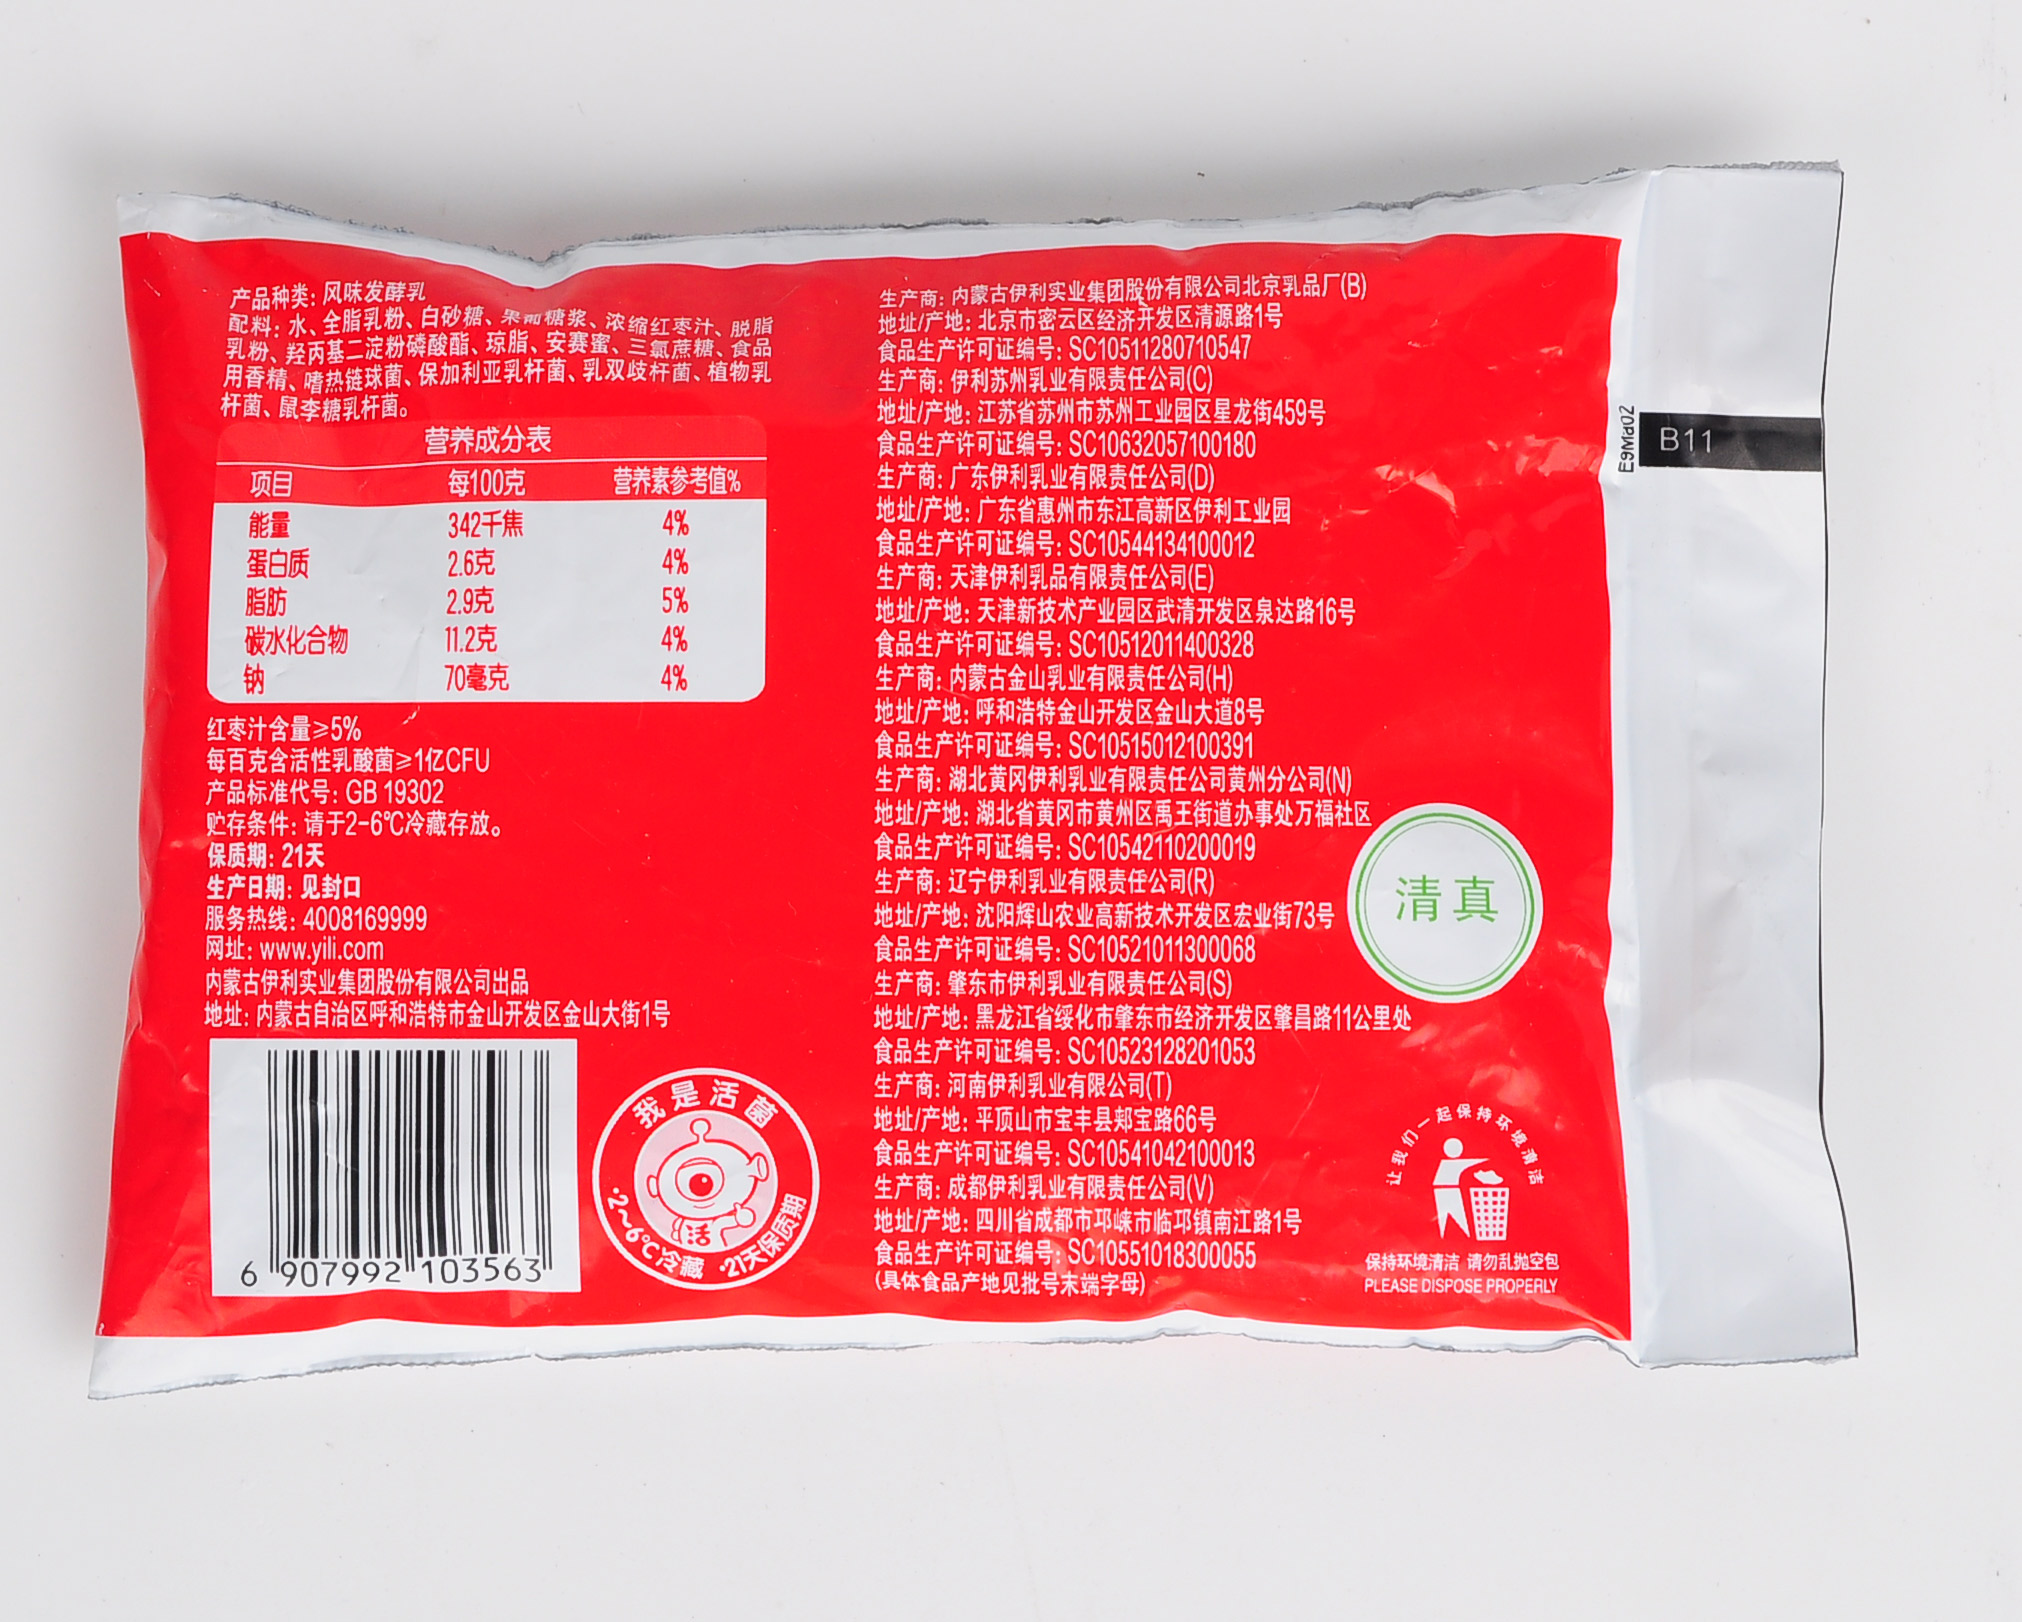 产品种类：风味发酵乳
配料：水、全脂乳粉、白砂糖、果葡糖浆、浓缩红枣汁、脱脂
乳粉、羟丙基二淀粉磷酸酯、琼脂、安赛蜜、三氯蔗糖、食品
用香精、嗜热链球菌、保加利亚乳杆菌、乳双歧杆菌、植物乳
杆菌、鼠李糖乳杆菌。
营养成分表
项目 每100克 营养素参考值%
能量 342千焦 4%
蛋白质 2.6克 4%
脂肪 2.9克 5%
碳水化合物 11.2克 4%
钠 70毫克 4%
红枣汁含量≥5%
每百克含活性乳酸菌≥1亿CFU
产品标准代号：GB 19302
贮存条件：请于2-6℃冷藏存放。
保质期：21天
生产日期：见封口
服务热线：4008169999
网址：www.yili.com
内蒙古伊利实业集团股份有限公司出品
地址：内蒙古自治区呼和浩特市金山开发区金山大街1号
6 907992 103563
我是活菌
活
·2~6℃冷藏 ·21天保质期
生产商：内蒙古伊利实业集团股份有限公司北京乳品厂(B)
地址/产地：北京市密云区经济开发区清源路1号
食品生产许可证编号：SC10511280710547
生产商：伊利苏州乳业有限责任公司(C)
地址/产地：江苏省苏州市苏州工业园区星龙街459号
食品生产许可证编号：SC10632057100180
生产商：广东伊利乳业有限责任公司(D)
地址/产地：广东省惠州市东江高新区伊利工业园
食品生产许可证编号：SC10544134100012
生产商：天津伊利乳品有限责任公司(E)
地址/产地：天津新技术产业园区武清开发区泉达路16号
食品生产许可证编号：SC10512011400328
生产商：内蒙古金山乳业有限责任公司(H)
地址/产地：呼和浩特金山开发区金山大道8号
食品生产许可证编号：SC10515012100391
生产商：湖北黄冈伊利乳业有限责任公司黄州分公司(N)
地址/产地：湖北省黄冈市黄州区禹王街道办事处万福社区
食品生产许可证编号：SC10542110200019
生产商：辽宁伊利乳业有限责任公司(R)
地址/产地：沈阳辉山农业高新技术开发区宏业街73号
食品生产许可证编号：SC10521011300068
生产商：肇东市伊利乳业有限责任公司(S)
地址/产地：黑龙江省绥化市肇东市经济开发区肇昌路11公里处
食品生产许可证编号：SC10523128201053
生产商：河南伊利乳业有限公司(T)
地址/产地：平顶山市宝丰县郏宝路66号
食品生产许可证编号：SC10541042100013
生产商：成都伊利乳业有限责任公司(V)
地址/产地：四川省成都市邛崃市临邛镇南江路1号
食品生产许可证编号：SC10551018300055
(具体食品产地见批号末端字母)
清真
让我们一起保持环境清洁
保持环境清洁 请勿乱抛空包
PLEASE DISPOSE PROPERLY
E9Md0Z
B11